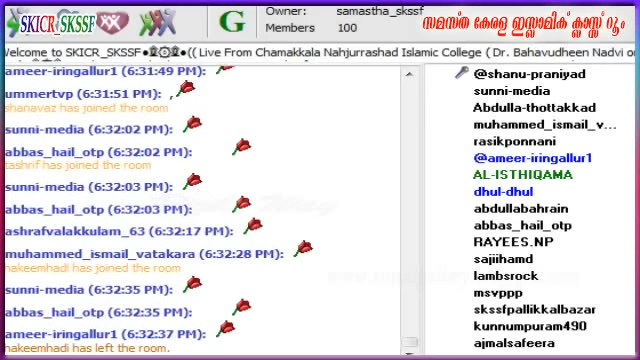 SKICR_SKSSF
G
Owner: samastha_skssf
Members 100
സമസ്ത കേരള ഇസ്ലാമിക് ക്ലാസ്സ് റൂം
Welcome to SKICR_SKSSF●۩۞۩●(( Live From Chamakkala Nahjurrashad Islamic College ( Dr. Bahavudheen Nadvi on
ameer-iringallur1 (6:31:49 PM):
ummertvp (6:31:51 PM):
shanavaz has joined the room
sunni-media (6:32:02 PM):
abbas_hail_otp (6:32:02 PM):
tashrif has joined the room
sunni-media (6:32:03 PM):
abbas_hail_otp (6:32:03 PM):
ashrafvalakkulam_63 (6:32:17 PM):
muhammed_ismail_vatakara (6:32:28 PM):
hakeemhadi has joined the room
sunni-media (6:32:35 PM):
abbas_hail_otp (6:32:35 PM):
ameer-iringallur1 (6:32:37 PM):
hakeemhadi has left the room.
@shanu-praniyad
sunni-media
Abdulla-thottakkad
muhammed_ismail_v...
rasikponnani
@ameer-iringallur1
AL-ISTHIQAMA
dhul-dhul
abdullabahrain
abbas_hail_otp
RAYEES.NP
sajiihamd
lambsrock
msvppp
skssfpallikkalbazar
kunnumpuram490
ajmalsafeera